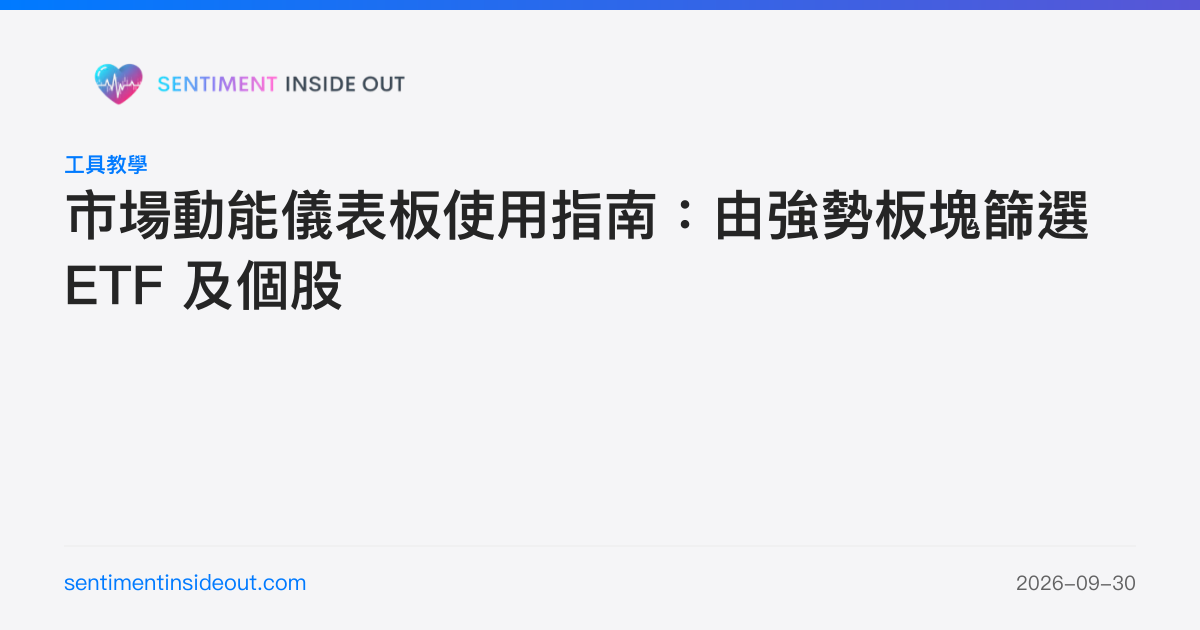 SENTIMENT INSIDE OUT
工具教學
市場動能儀表板使用指南：由強勢板塊篩選
ETF 及個股
sentimentinsideout.com
2026-09-30